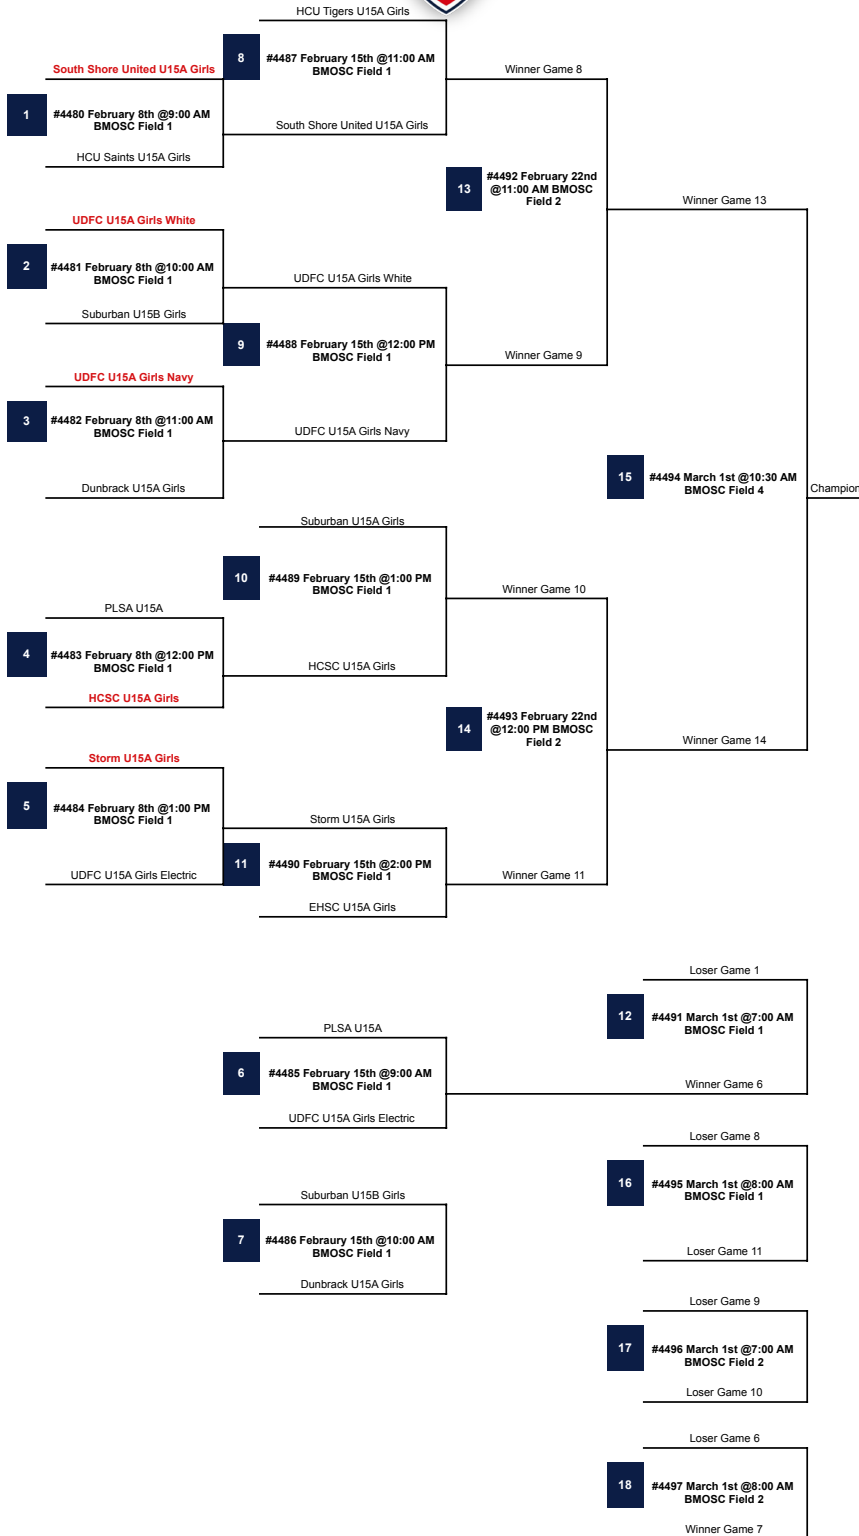 HCU Tigers U15A Girls
8
#4487 February 15th @11:00 AM
BMOSC Field 1
South Shore United U15A Girls
Winner Game 8
1
#4480 February 8th @9:00 AM
BMOSC Field 1
South Shore United U15A Girls
HCU Saints U15A Girls
13
#4492 February 22nd
@11:00 AM BMOSC
Field 2
Winner Game 13
UDFC U15A Girls White
2
#4481 February 8th @10:00 AM
BMOSC Field 1
UDFC U15A Girls White
Suburban U15B Girls
9
#4488 February 15th @12:00 PM
BMOSC Field 1
Winner Game 9
UDFC U15A Girls Navy
3
#4482 February 8th @11:00 AM
BMOSC Field 1
UDFC U15A Girls Navy
Dunbrack U15A Girls
15
#4494 March 1st @10:30 AM
BMOSC Field 4
Champion
Suburban U15A Girls
10
#4489 February 15th @1:00 PM
BMOSC Field 1
Winner Game 10
PLSA U15A
4
#4483 February 8th @12:00 PM
BMOSC Field 1
HCSC U15A Girls
HCSC U15A Girls
14
#4493 February 22nd
@12:00 PM BMOSC
Field 2
Winner Game 14
Storm U15A Girls
5
#4484 February 8th @1:00 PM
BMOSC Field 1
Storm U15A Girls
11
#4490 February 15th @2:00 PM
BMOSC Field 1
UDFC U15A Girls Electric
Winner Game 11
EHSC U15A Girls
Loser Game 1
12
#4491 March 1st @7:00 AM
BMOSC Field 1
PLSA U15A
6
#4485 February 15th @9:00 AM
BMOSC Field 1
Winner Game 6
UDFC U15A Girls Electric
Loser Game 8
16
#4495 March 1st @8:00 AM
BMOSC Field 1
Suburban U15B Girls
7
#4486 Febraury 15th @10:00 AM
BMOSC Field 1
Loser Game 11
Dunbrack U15A Girls
Loser Game 9
17
#4496 March 1st @7:00 AM
BMOSC Field 2
Loser Game 10
Loser Game 6
18
#4497 March 1st @8:00 AM
BMOSC Field 2
Winner Game 7